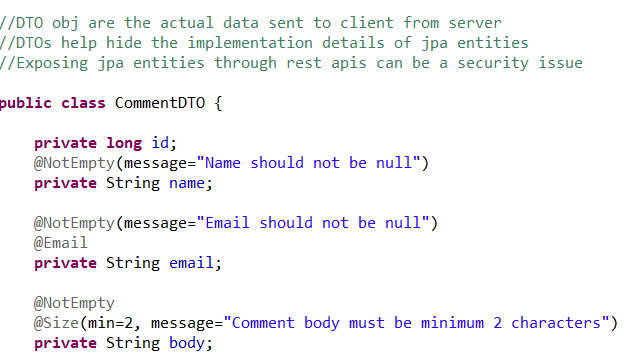 //DTO obj are the actual data sent to client from server
//DTOs help hide the implementation details of jpa entities
//Exposing jpa entities through rest apis can be a security issue
public class CommentDTO {
private long id;
@NotEmpty(message="Name should not be null")
private String name;
@NotEmpty(message="Email should not be null")
@Email
private String email;
@NotEmpty
@Size(min=2, message="Comment body must be minimum 2 characters")
private String body;